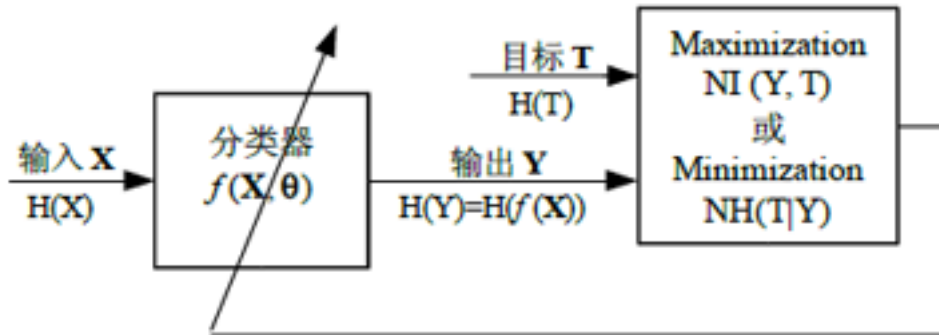 输入 X
H(X)
分类器
f(X, θ)
目标 T
H(T)
输出 Y
H(Y)=H(f(X))
Maximization
NI (Y, T)
或
Minimization
NH(T|Y)